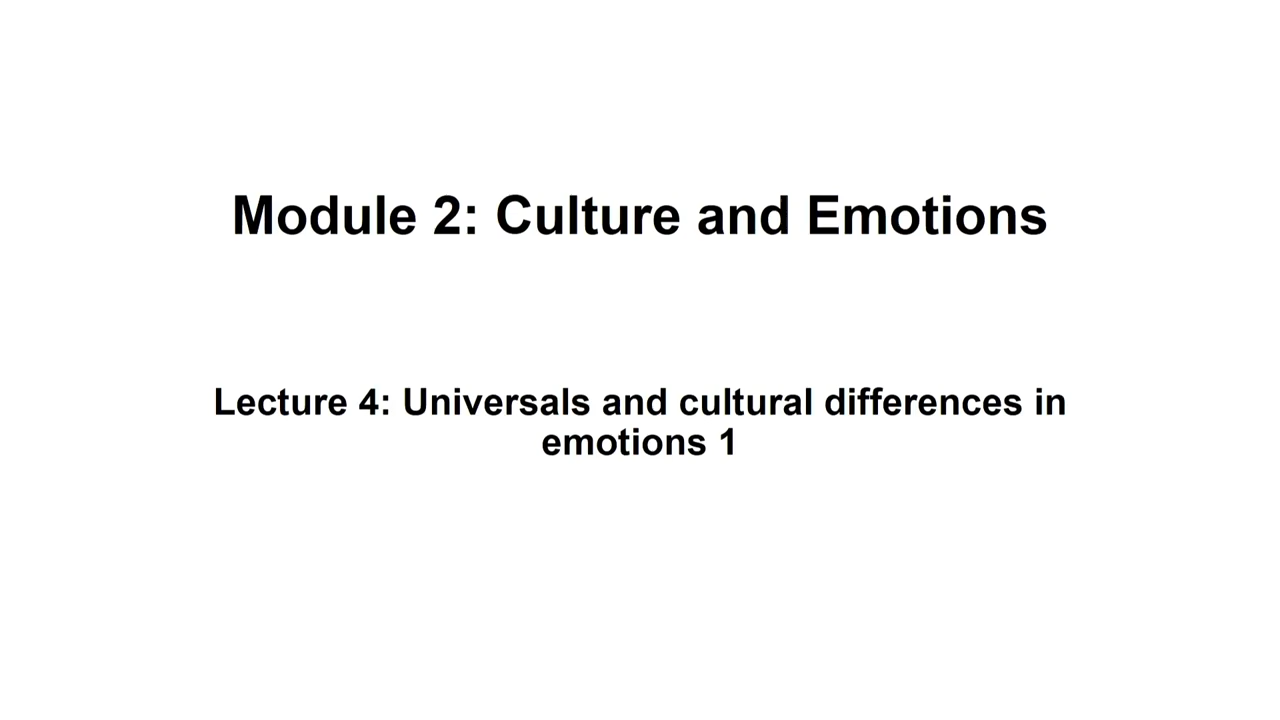 Module 2: Culture and Emotions
Lecture 4: Universals and cultural differences in
emotions 1